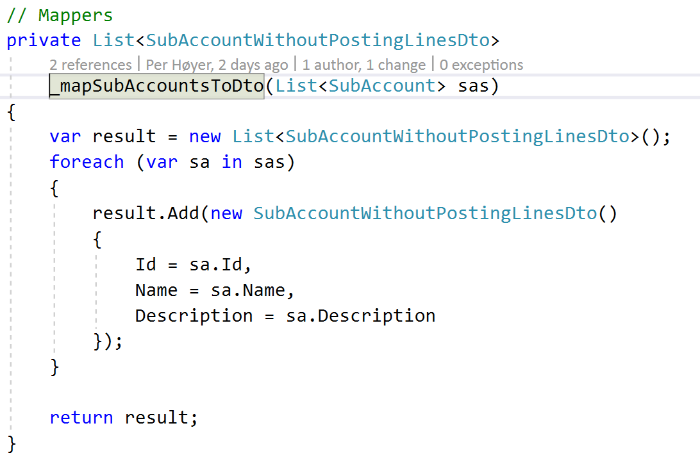 // Mappers
private List<SubAccountWithoutPostingLinesDto>
2 references | Per Høyer, 2 days ago | 1 author, 1 change | 0 exceptions
_mapSubAccountsToDto(List<SubAccount> sas)
{
var result = new List<SubAccountWithoutPostingLinesDto>();
foreach (var sa in sas)
{
result.Add(new SubAccountWithoutPostingLinesDto()
{
Id = sa.Id,
Name = sa.Name,
Description = sa.Description
});
}
return result;
}